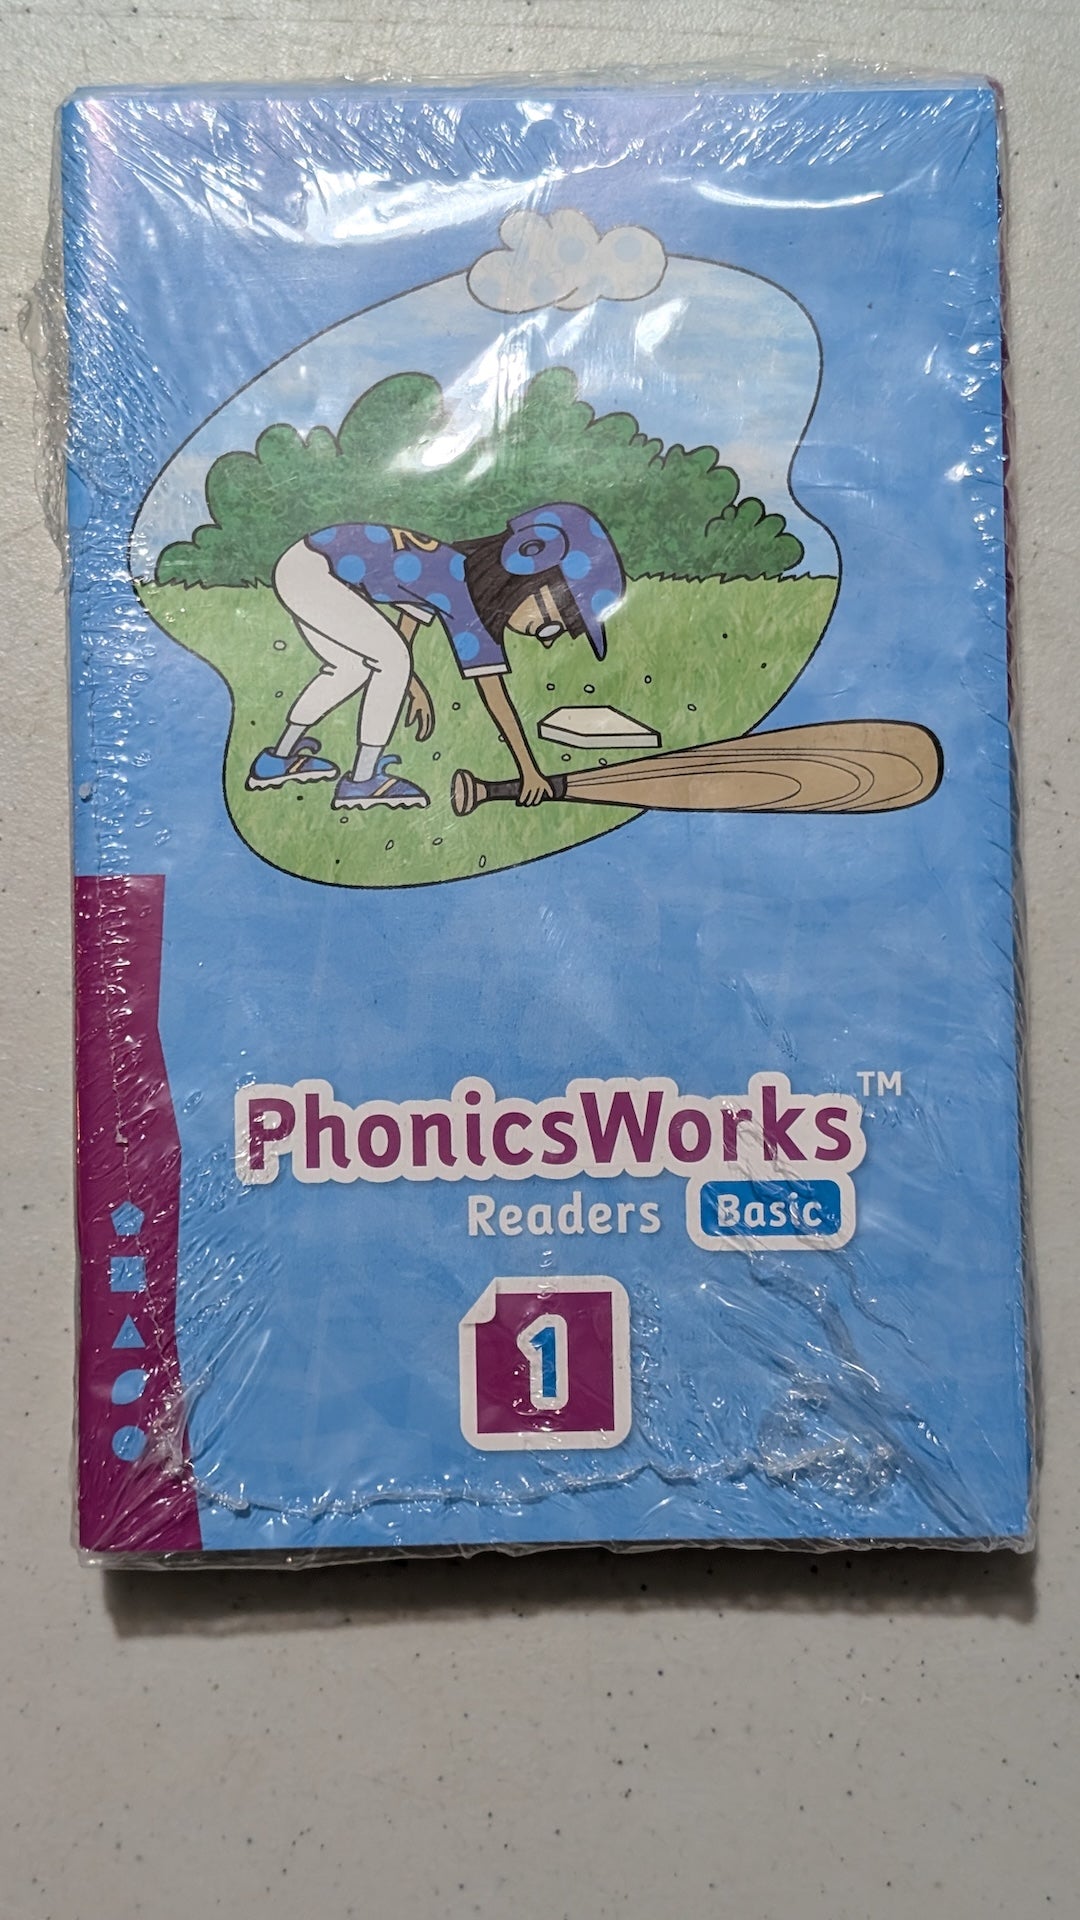 PhonicsWorks™
Readers Basic
1